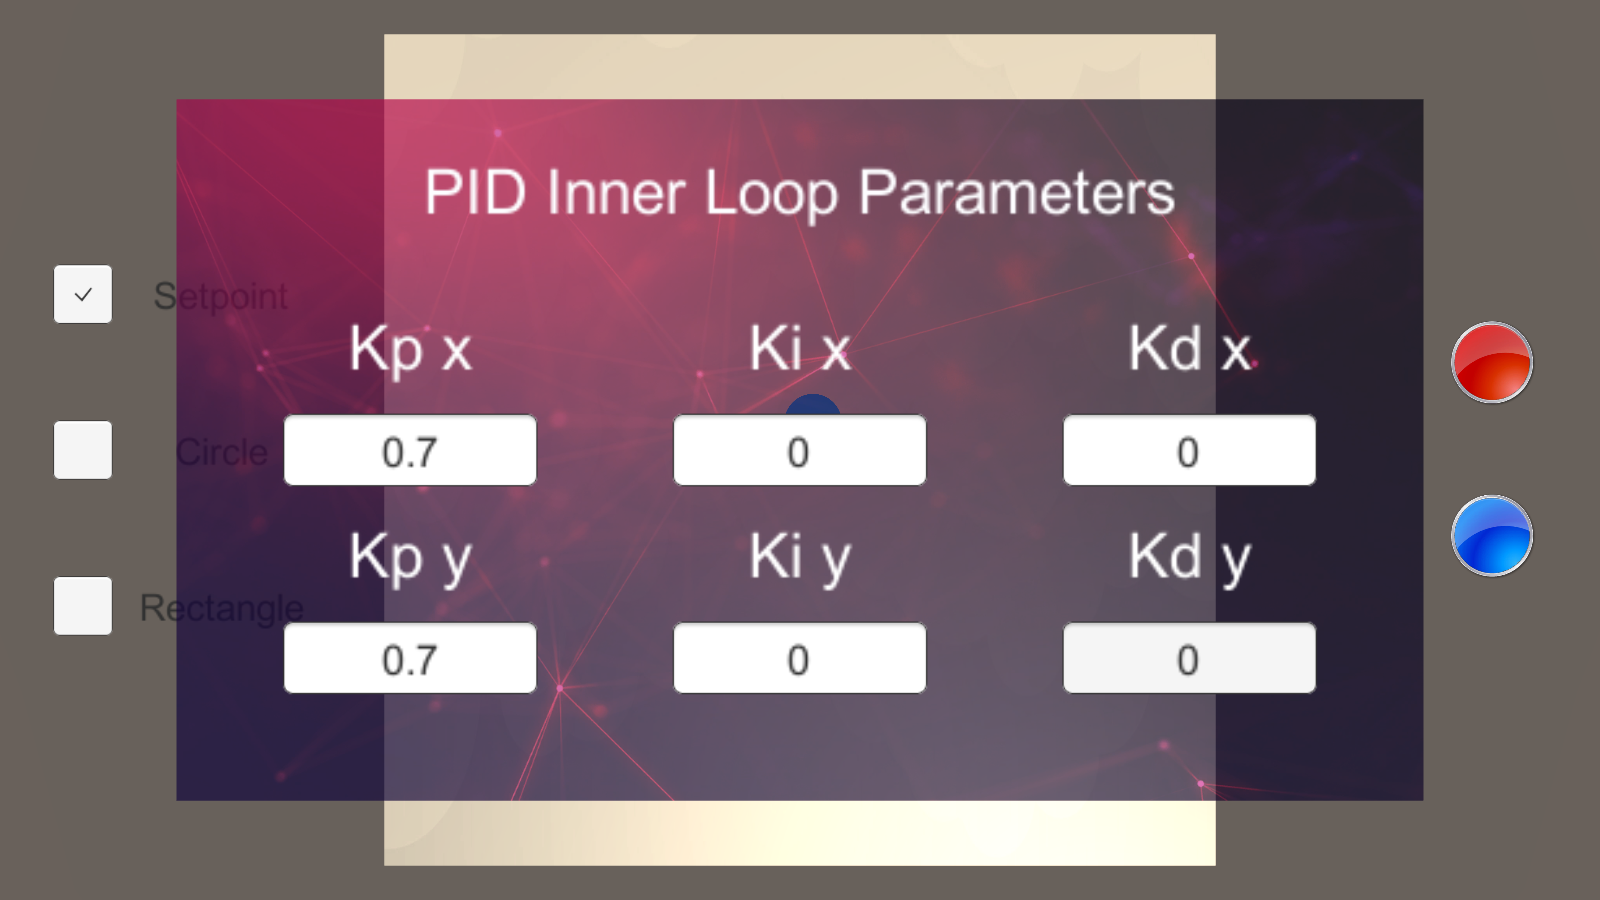 PID Inner Loop Parameters
Setpoint
Kp x
Ki x
Kd x
Circle
0.7
0
0
Kp y
Ki y
Kd y
Rectangle
0.7
0
0